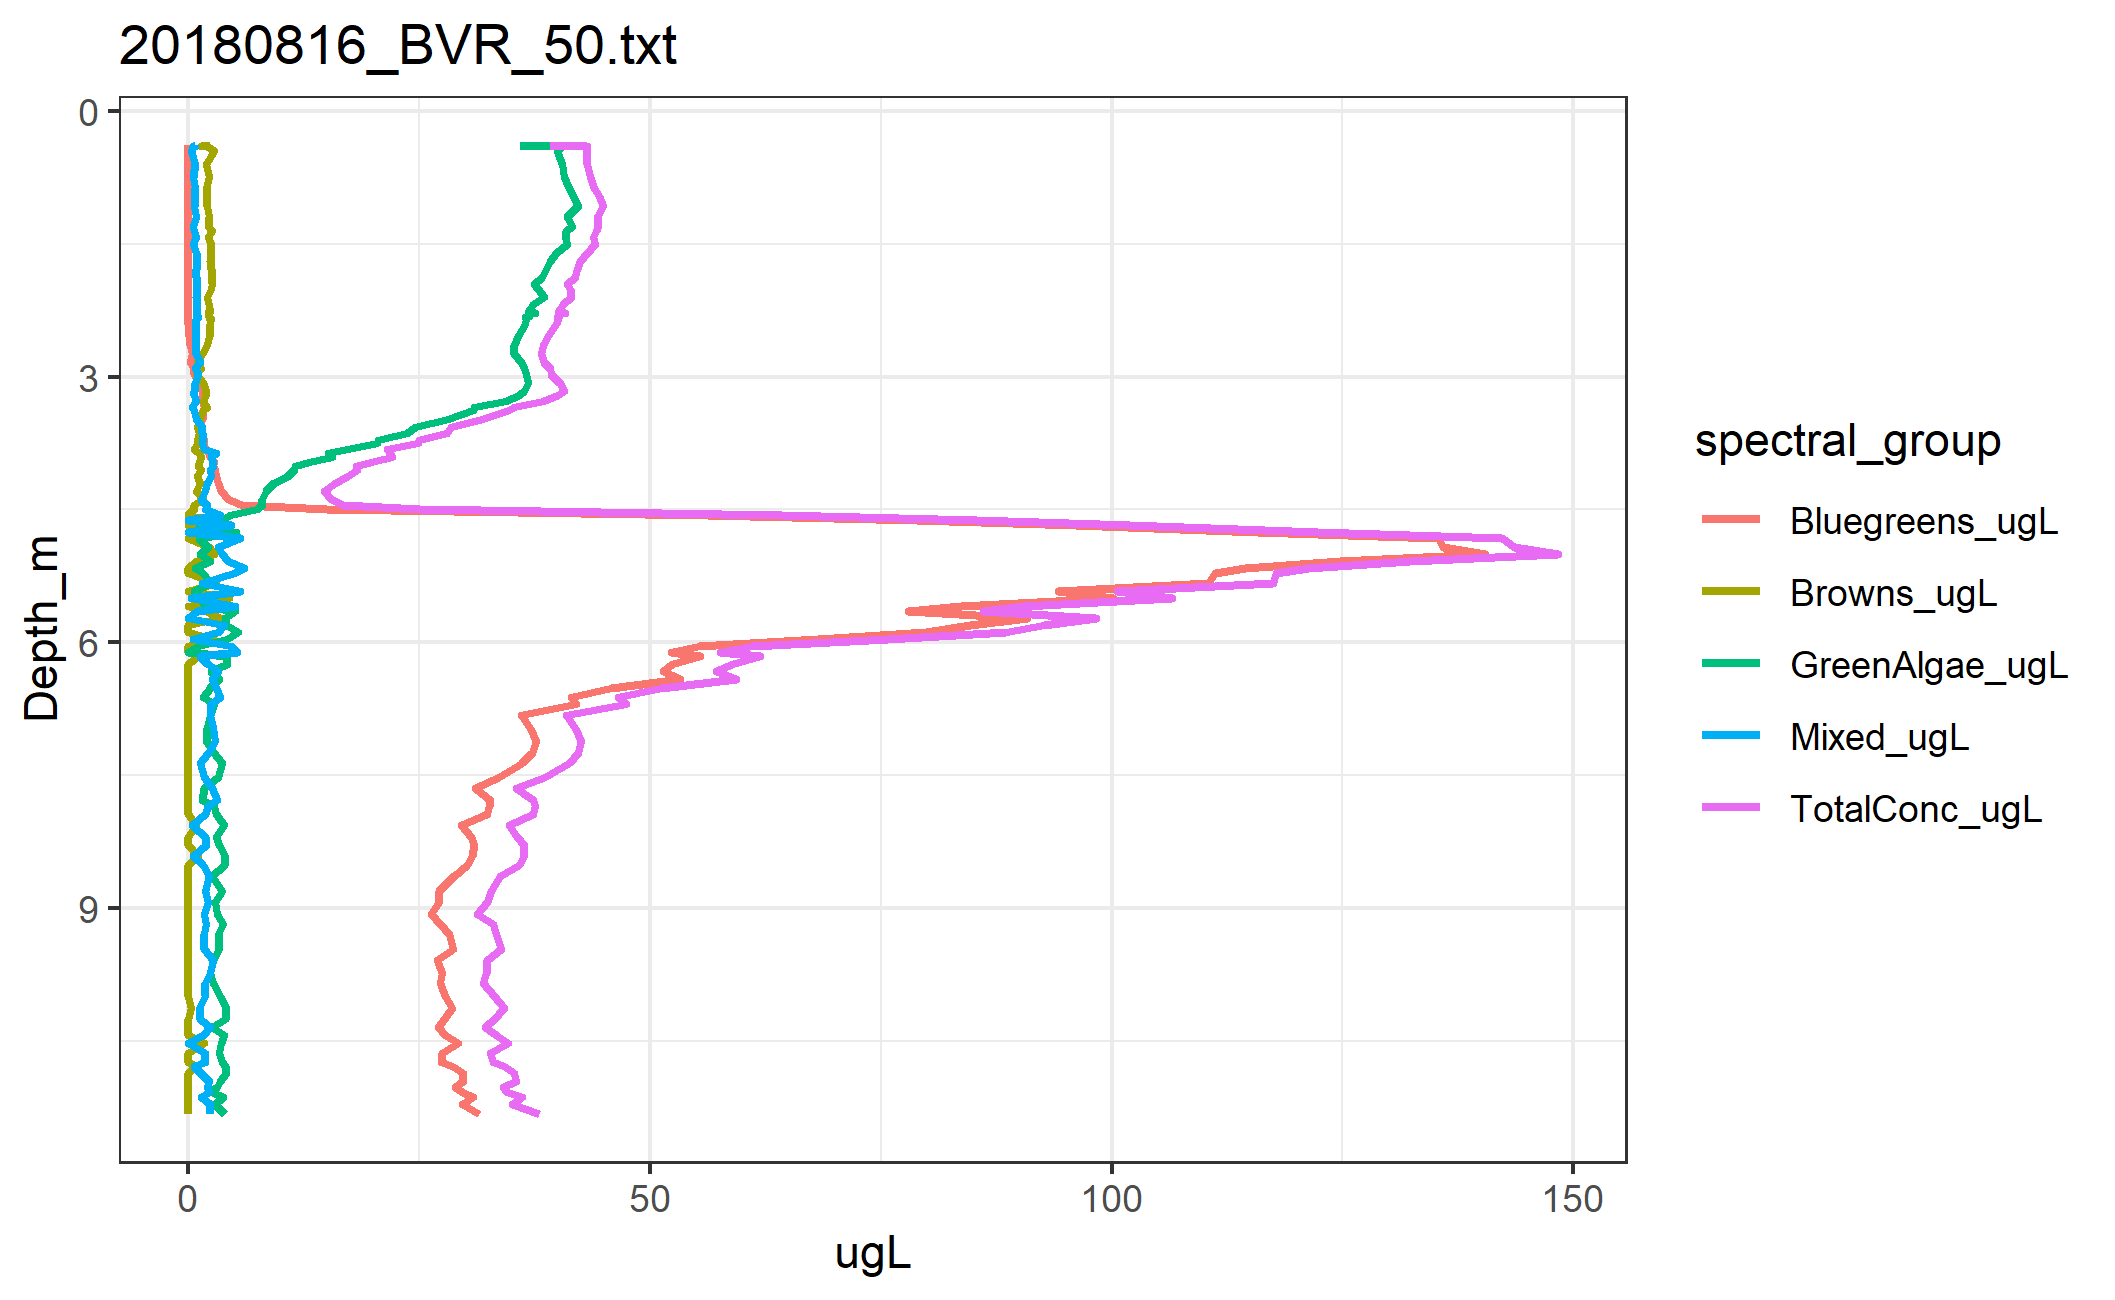 20180816_BVR_50.txt
0
3
6
9
Depth_m
0 50 100 150
ugL
spectral_group
Bluegreens_ugL
Browns_ugL
GreenAlgae_ugL
Mixed_ugL
TotalConc_ugL